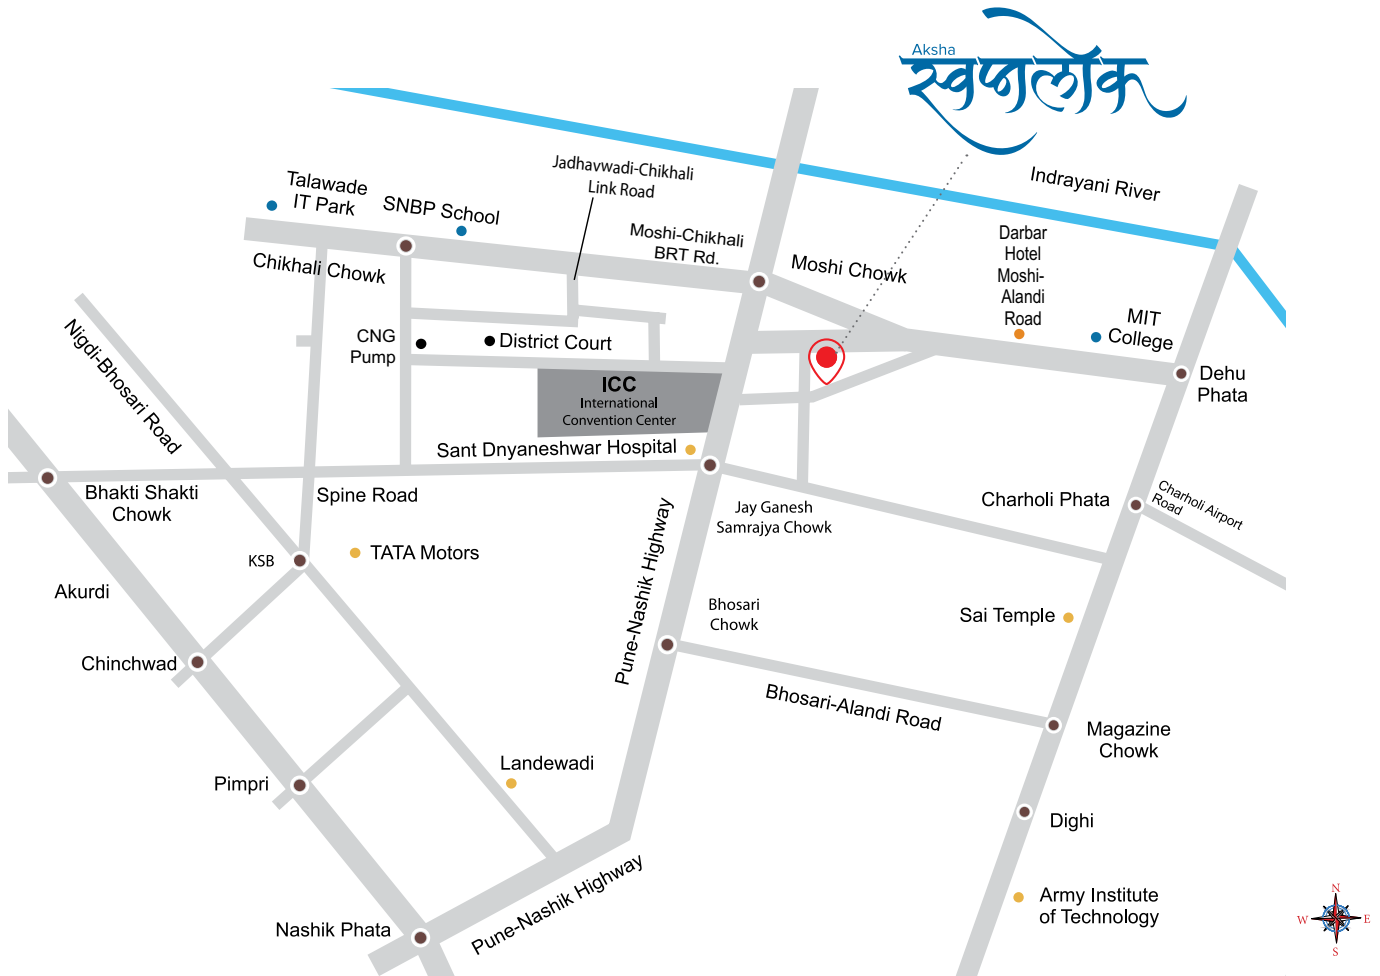 Aksha
स्वप्नलोक
Indrayani River
Jadhavwadi-Chikhali
Link Road
Talawade
IT Park
SNBP School
Moshi-Chikhali
BRT Rd.
Moshi Chowk
Darbar
Hotel
Moshi-
Alandi
Road
Chikhali Chowk
MIT
College
CNG
Pump
District Court
Nigdi-Bhosari Road
ICC
International
Convention Center
Dehu
Phata
Sant Dnyaneshwar Hospital
Bhakti Shakti
Chowk
Spine Road
Jay Ganesh
Samrajya Chowk
Charholi Phata
Charholi Airport
Road
KSB
TATA Motors
Pune-Nashik Highway
Akurdi
Bhosari
Chowk
Sai Temple
Chinchwad
Bhosari-Alandi Road
Magazine
Chowk
Landewadi
Pimpri
Dighi
Pune-Nashik Highway
Army Institute
of Technology
Nashik Phata
N
W
E
S